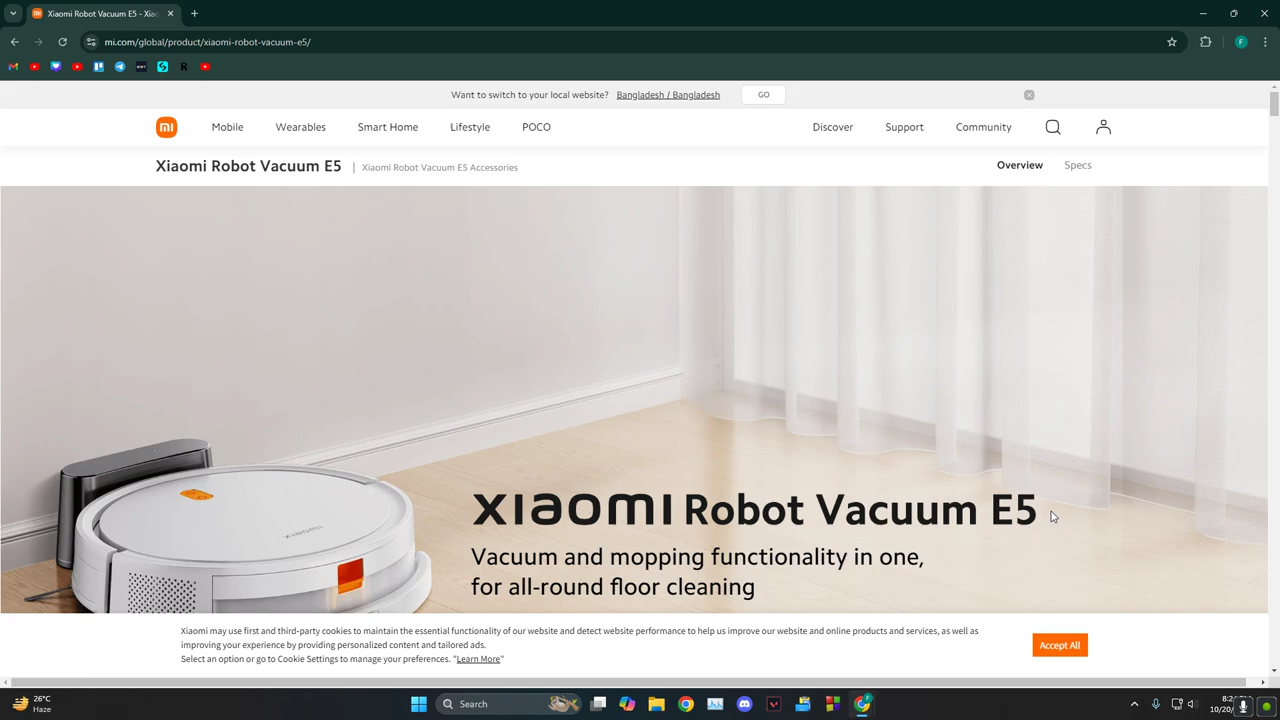 Xiaomi Robot Vacuum E5 - Xia
mi.com/global/product/xiaomi-robot-vacuum-e5/
F
Want to switch to your local website? Bangladesh / Bangladesh GO
mi Mobile Wearables Smart Home Lifestyle POCO Discover Support Community
Xiaomi Robot Vacuum E5 | Xiaomi Robot Vacuum E5 Accessories Overview Specs
xiaomi
xiaomi Robot Vacuum E5
Vacuum and mopping functionality in one,
for all-round floor cleaning
Xiaomi may use first and third-party cookies to maintain the essential functionality of our website and detect website performance to help us improve our website and online products and services, as well as
improving your experience by providing personalized content and tailored ads.
Select an option or go to Cookie Settings to manage your preferences. "Learn More"
Accept All
26°C
Haze
Search
8:2
10/20/